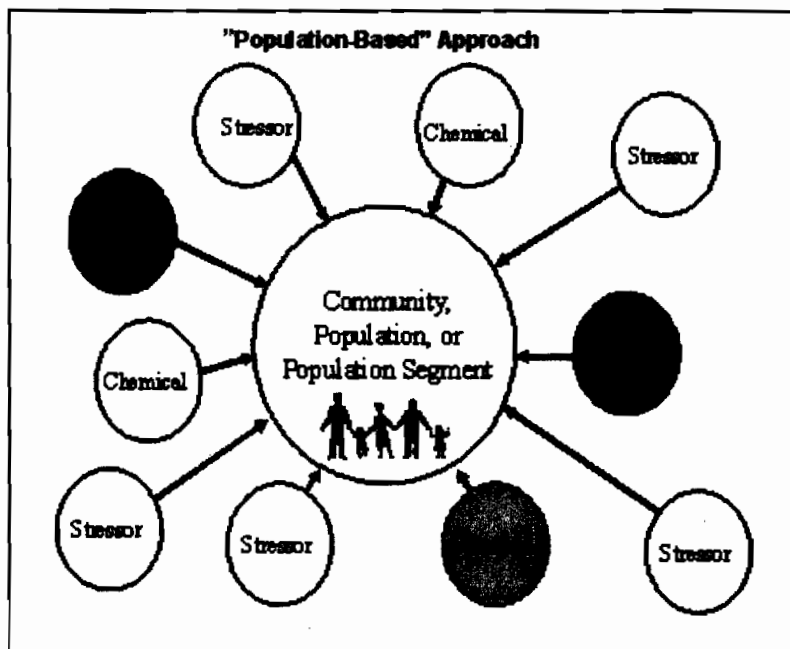 "Population-Based" Approach
Stressor
Chemical
Stressor
Community,
Population, or
Population Segment
Chemical
Stressor
Stressor
Stressor